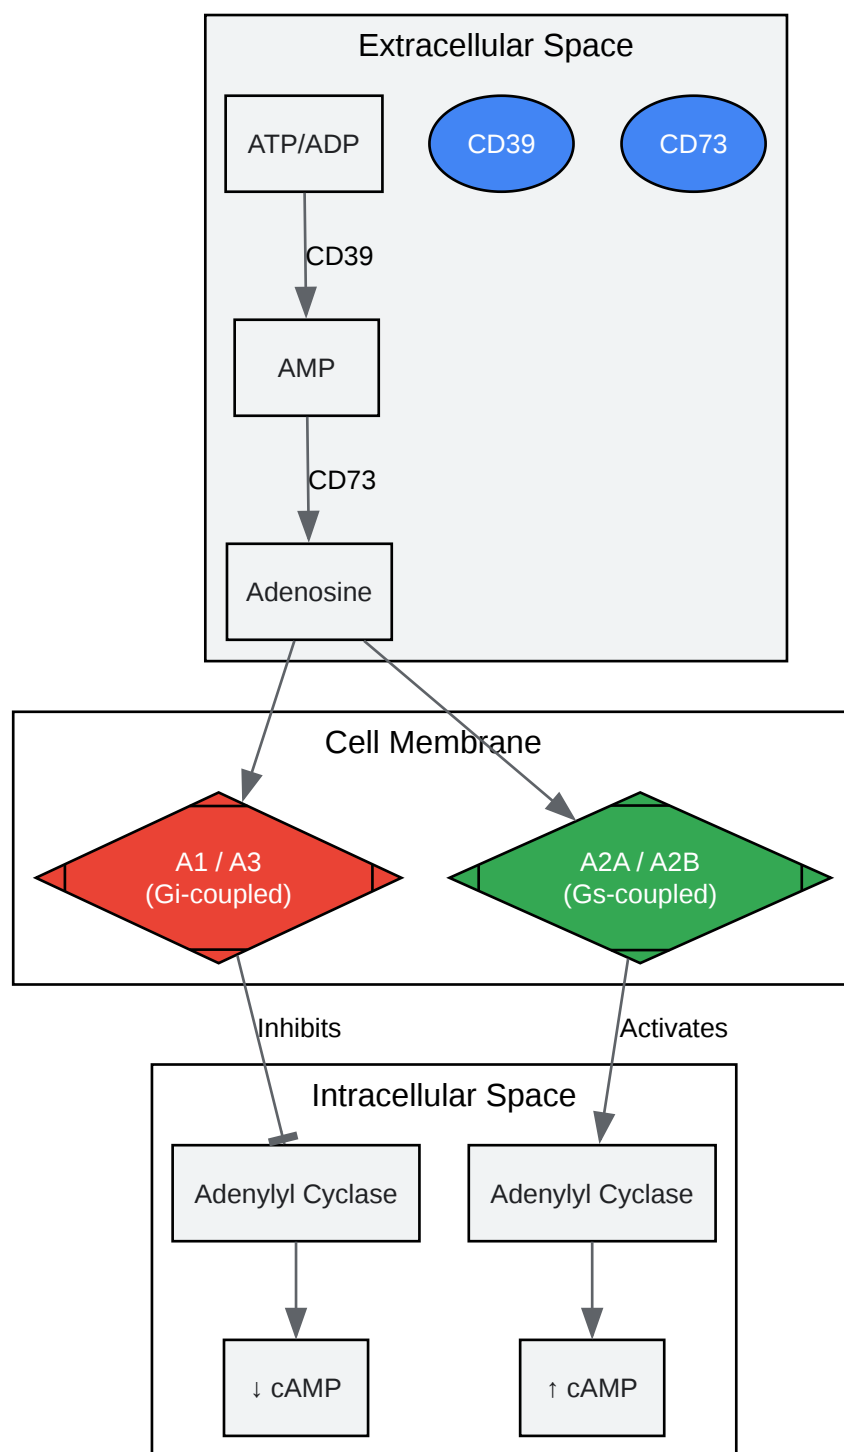 Extracellular Space
ATP/ADP
CD39
CD73
CD39
AMP
CD73
Adenosine
Cell Membrane
A1 / A3
(Gi-coupled)
A2A / A2B
(Gs-coupled)
Inhibits
Activates
Intracellular Space
Adenylyl Cyclase
Adenylyl Cyclase
↓ cAMP
↑ cAMP